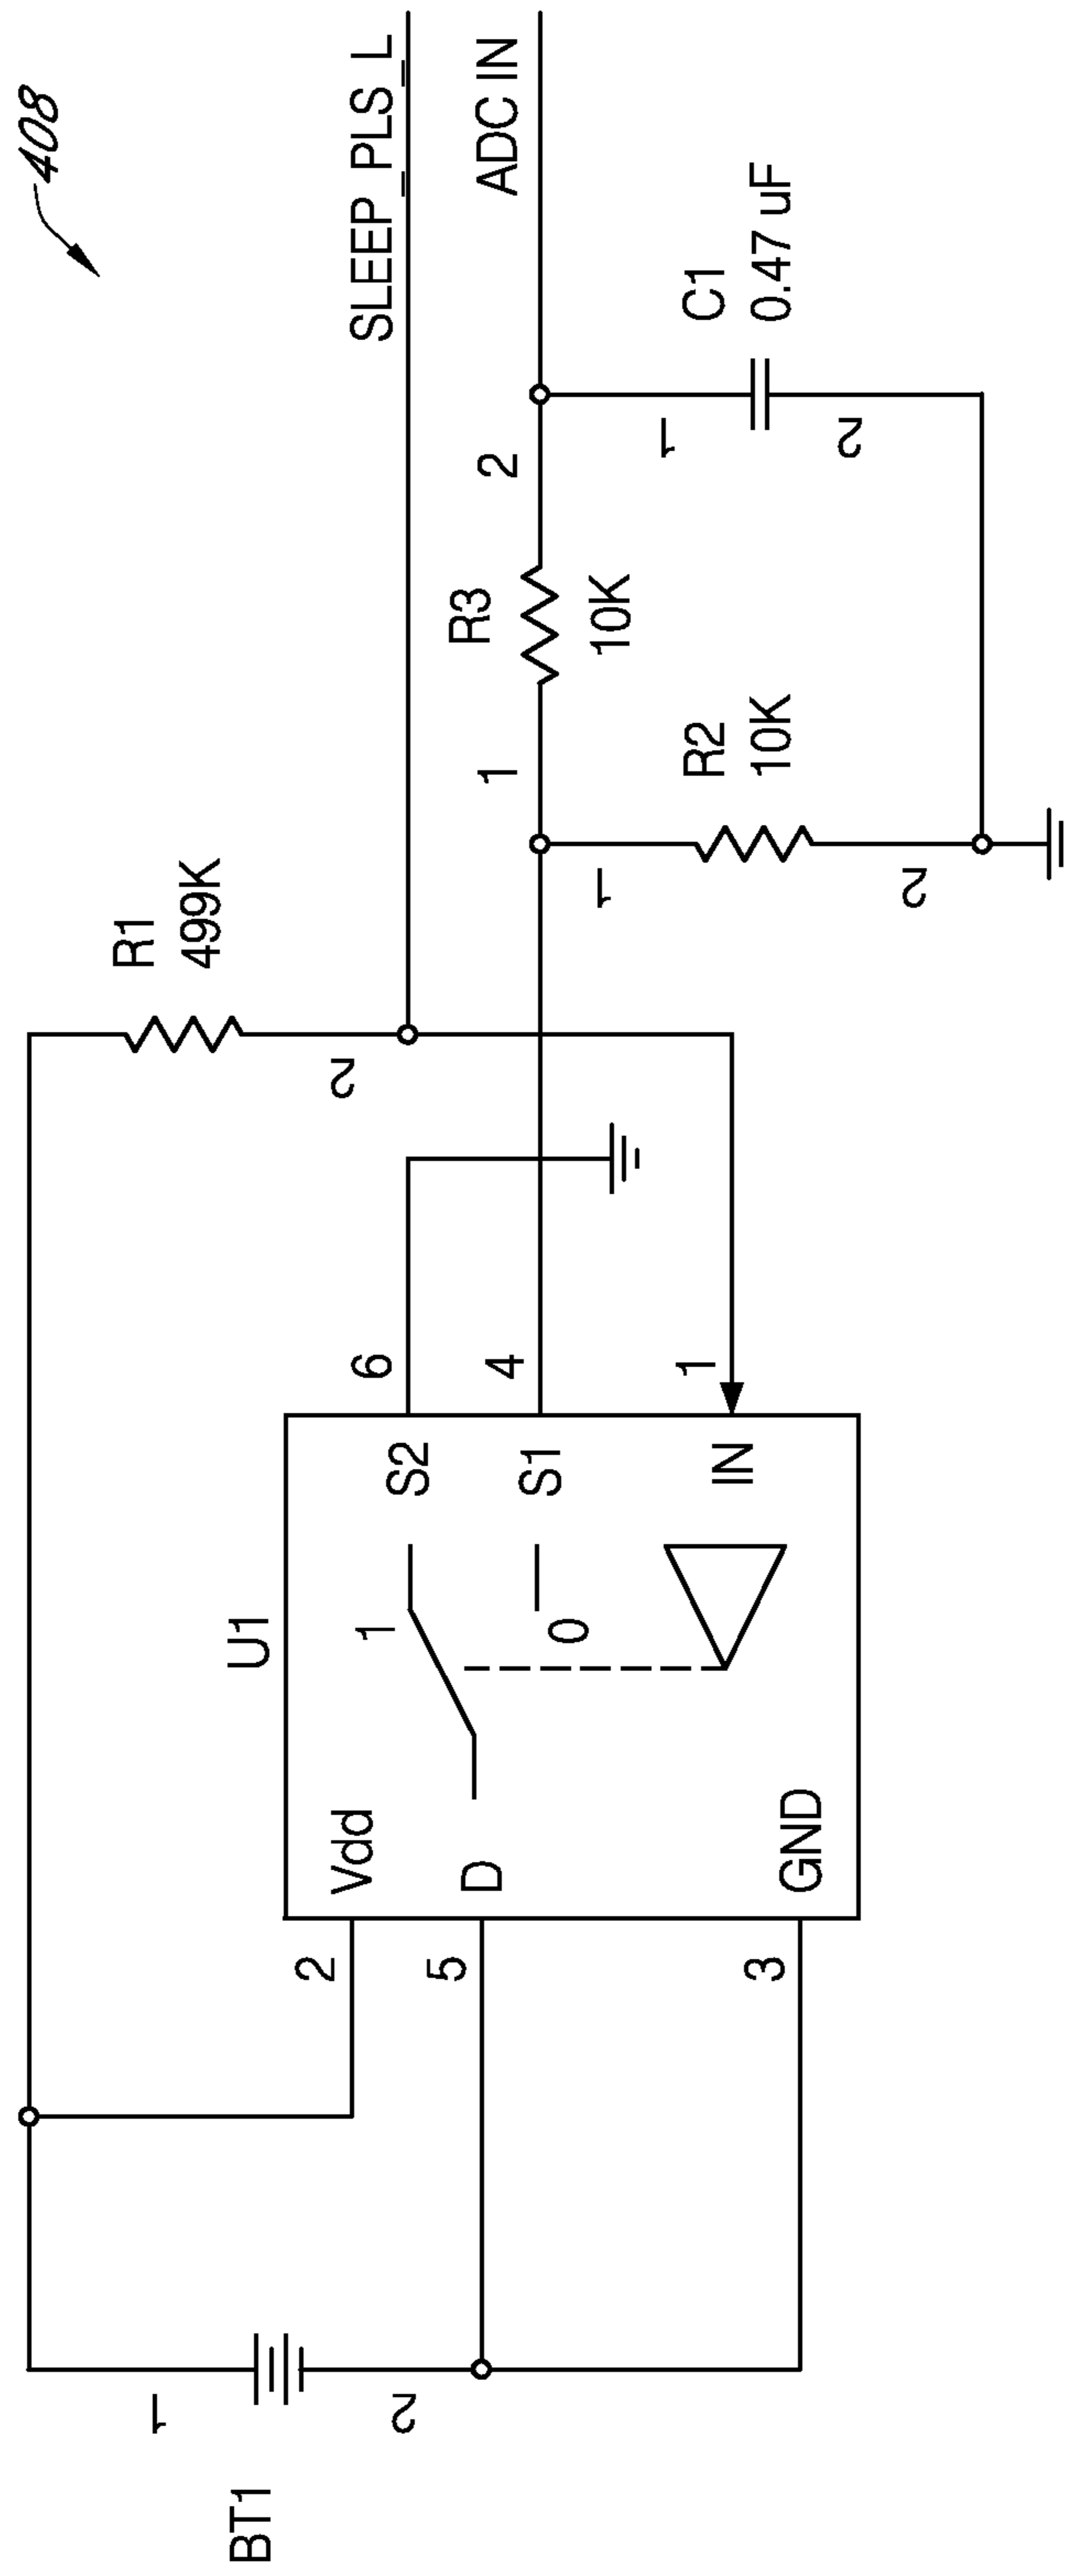 408
SLEEP_PLS_L
ADC IN
R1
499K
2
R3
10K
1
2
R2
10K
1
2
C1
0.47 uF
1
2
U1
Vdd
D
GND
S2
S1
IN
1
0
2
5
3
6
4
1
BT1
1
2